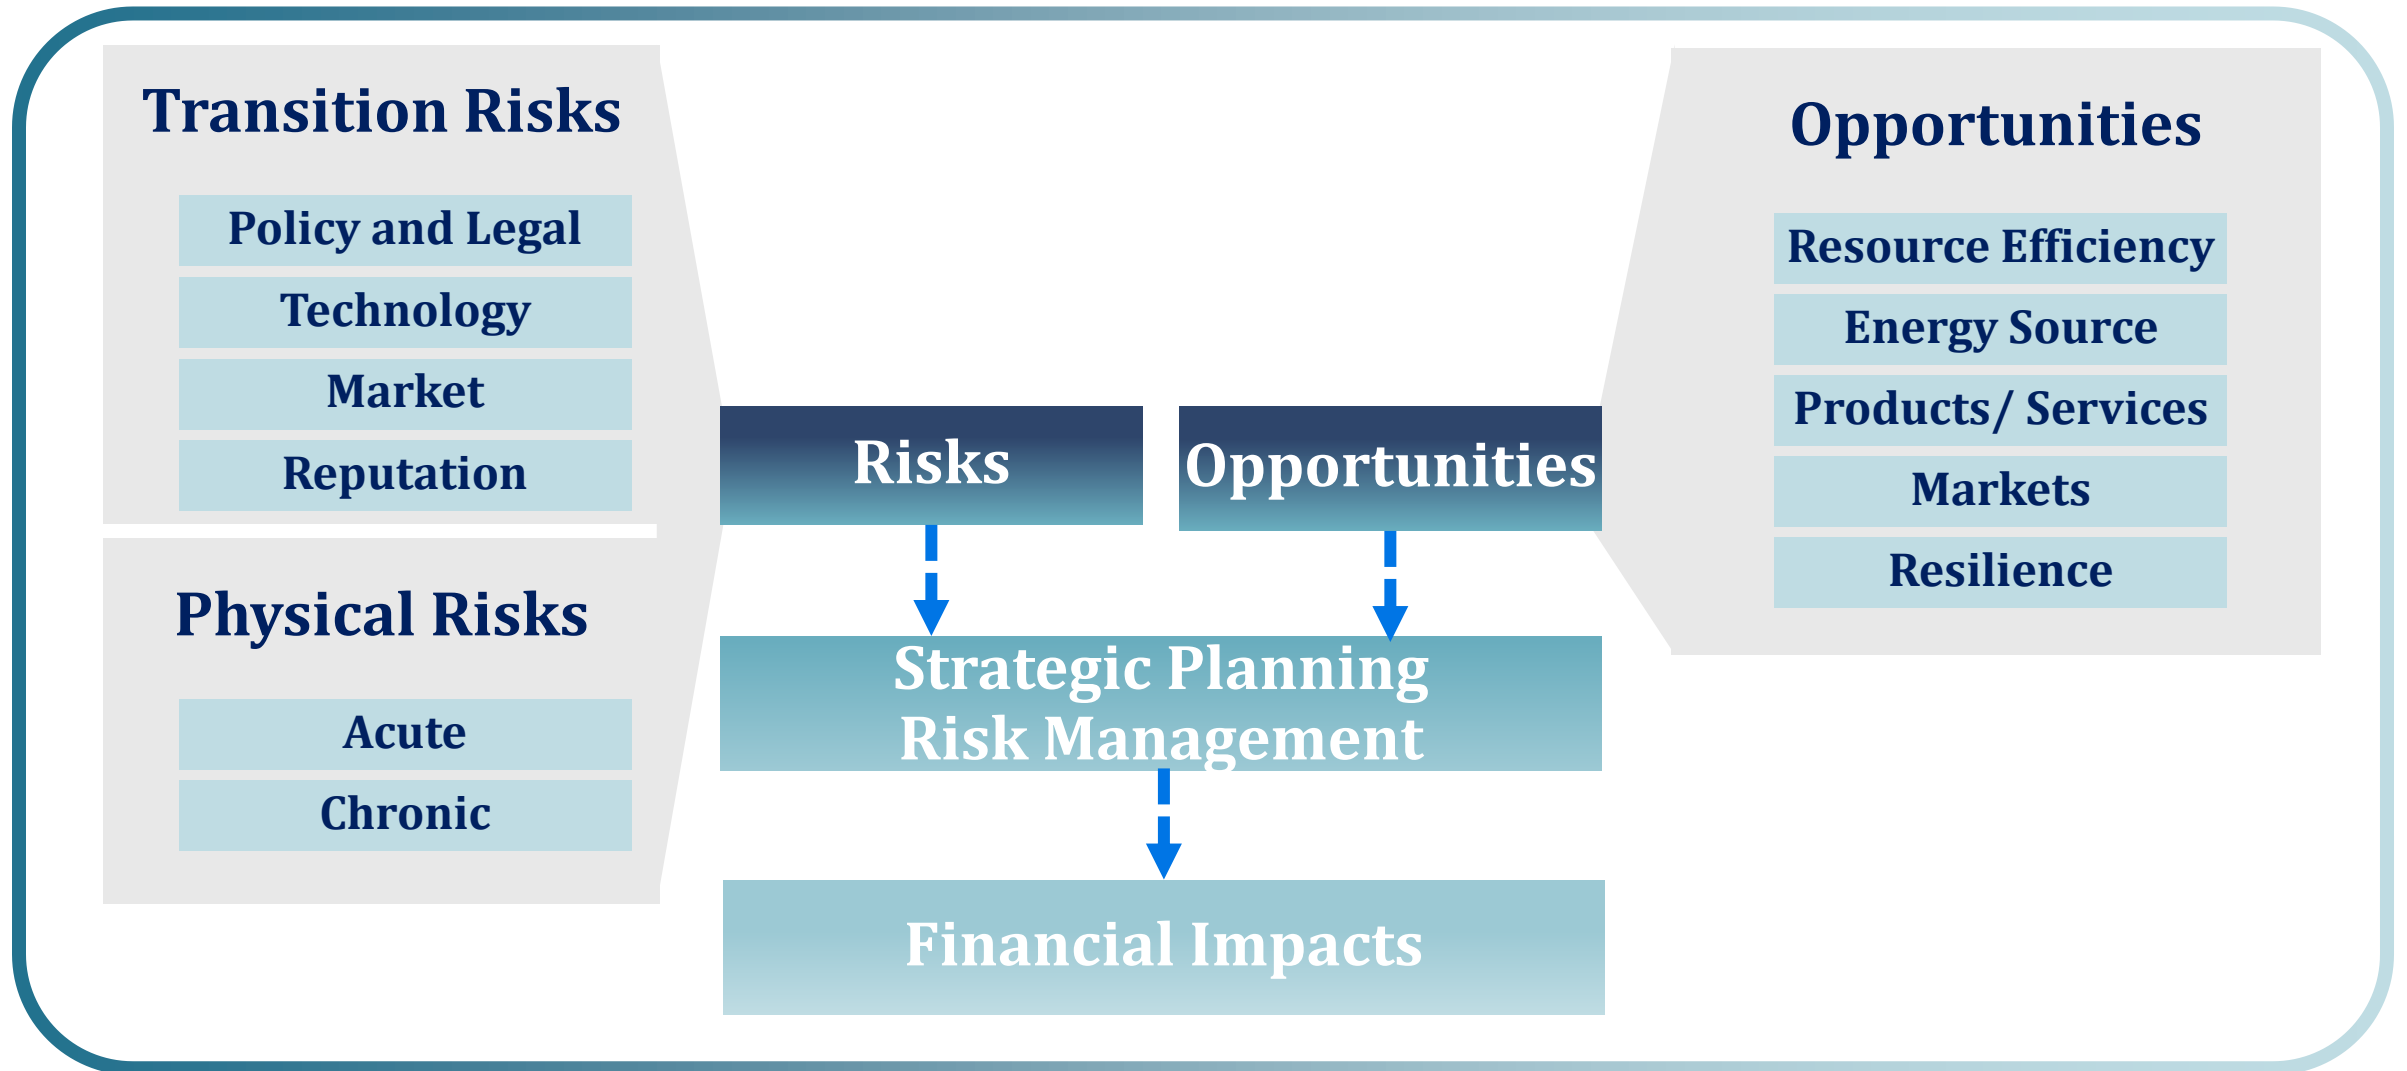 Transition Risks
Policy and Legal
Technology
Market
Reputation
Physical Risks
Acute
Chronic
Risks
Opportunities
Strategic Planning
Risk Management
Financial Impacts
Opportunities
Resource Efficiency
Energy Source
Products/ Services
Markets
Resilience